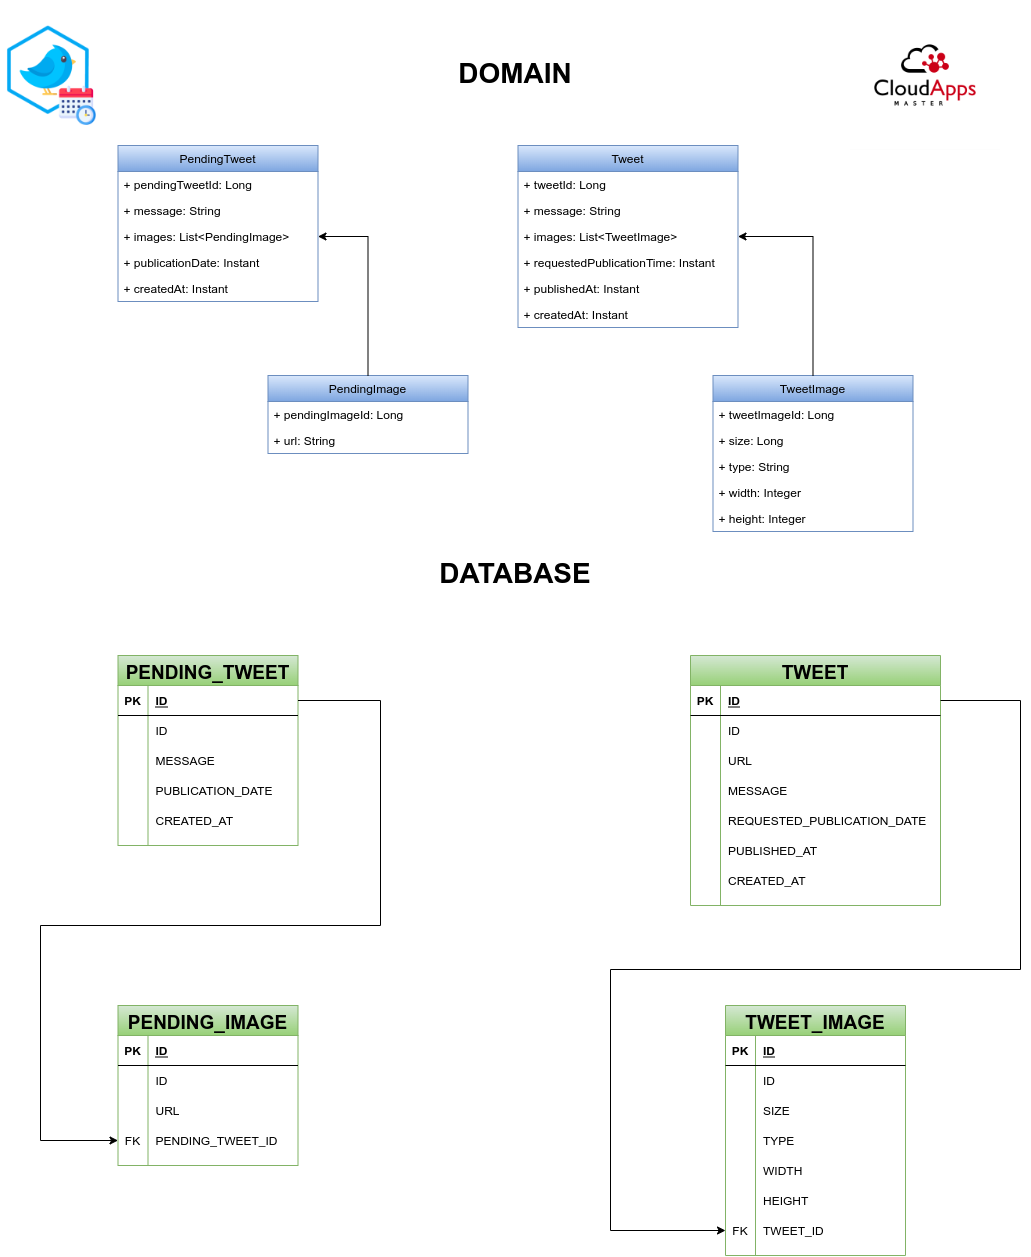 DOMAIN
CloudApps
MASTER
PendingTweet
+ pendingTweetId: Long
+ message: String
+ images: List<PendingImage>
+ publicationDate: Instant
+ createdAt: Instant
Tweet
+ tweetId: Long
+ message: String
+ images: List<TweetImage>
+ requestedPublicationTime: Instant
+ publishedAt: Instant
+ createdAt: Instant
PendingImage
+ pendingImageId: Long
+ url: String
TweetImage
+ tweetImageId: Long
+ size: Long
+ type: String
+ width: Integer
+ height: Integer
DATABASE
PENDING_TWEET
PK ID
ID
MESSAGE
PUBLICATION_DATE
CREATED_AT
TWEET
PK ID
ID
URL
MESSAGE
REQUESTED_PUBLICATION_DATE
PUBLISHED_AT
CREATED_AT
PENDING_IMAGE
PK ID
ID
URL
FK PENDING_TWEET_ID
TWEET_IMAGE
PK ID
ID
SIZE
TYPE
WIDTH
HEIGHT
FK TWEET_ID